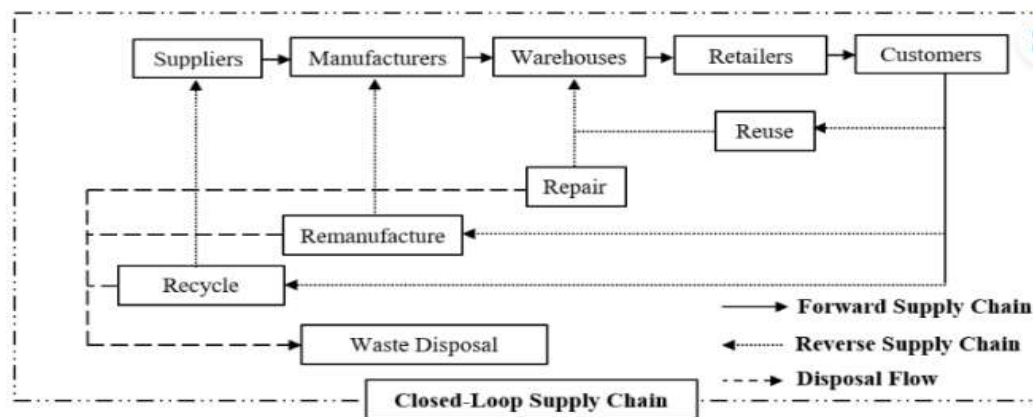 Suppliers
Manufacturers
Warehouses
Retailers
Customers
Reuse
Repair
Remanufacture
Recycle
Waste Disposal
Forward Supply Chain
Reverse Supply Chain
Disposal Flow
Closed-Loop Supply Chain